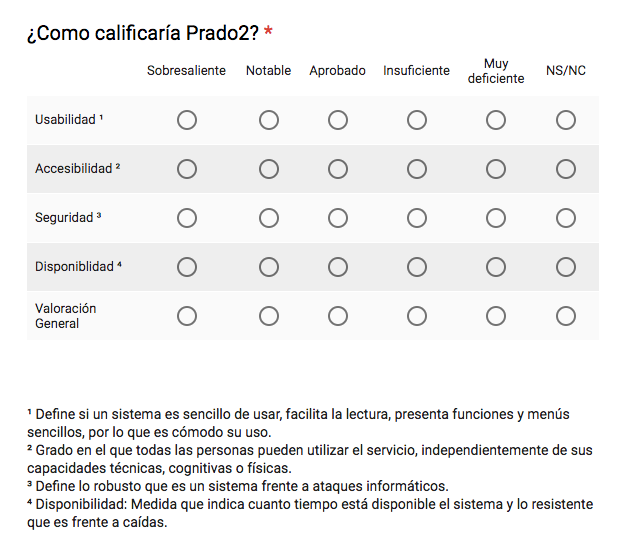 ¿Como calificaría Prado2? *
Sobresaliente Notable Aprobado Insuficiente Muy deficiente NS/NC
Usabilidad ¹
Accesibilidad ²
Seguridad ³
Disponiblidad ⁴
Valoración
General
¹ Define si un sistema es sencillo de usar, facilita la lectura, presenta funciones y menús
sencillos, por lo que es cómodo su uso.
² Grado en el que todas las personas pueden utilizar el servicio, independientemente de sus
capacidades técnicas, cognitivas o físicas.
³ Define lo robusto que es un sistema frente a ataques informáticos.
⁴ Disponibilidad: Medida que indica cuanto tiempo está disponible el sistema y lo resistente
que es frente a caídas.